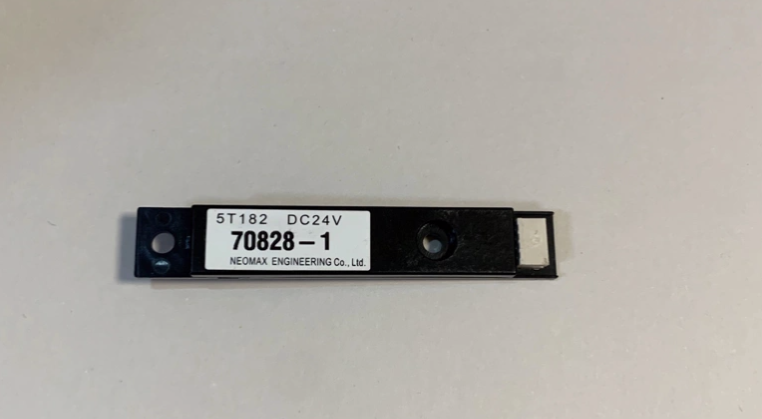 5T182 DC24V
70828-1
NEOMAX ENGINEERING Co., Ltd.